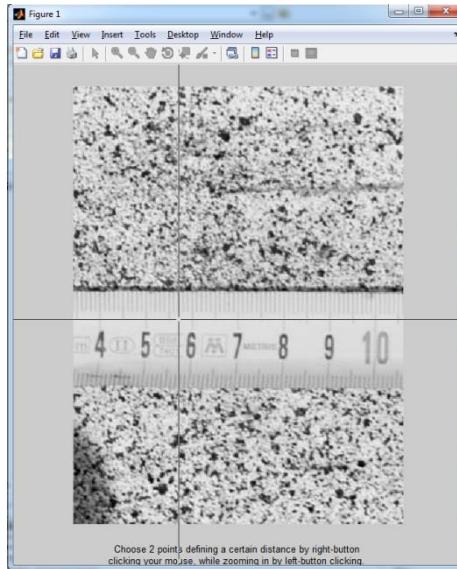 Figure 1
File Edit View Insert Tools Desktop Window Help
4 II 5 6 7 METRIC 8 9 10
Choose 2 points defining a certain distance by right-button
clicking your mouse, while zooming in by left-button clicking.